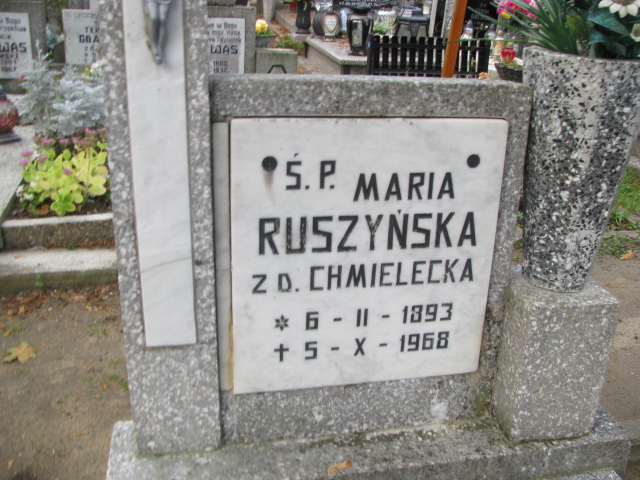 Ś.P. MARIA
RUSZYŃSKA
Z D. CHMIELECKA
* 6 - II - 1893
+ 5 - X - 1968